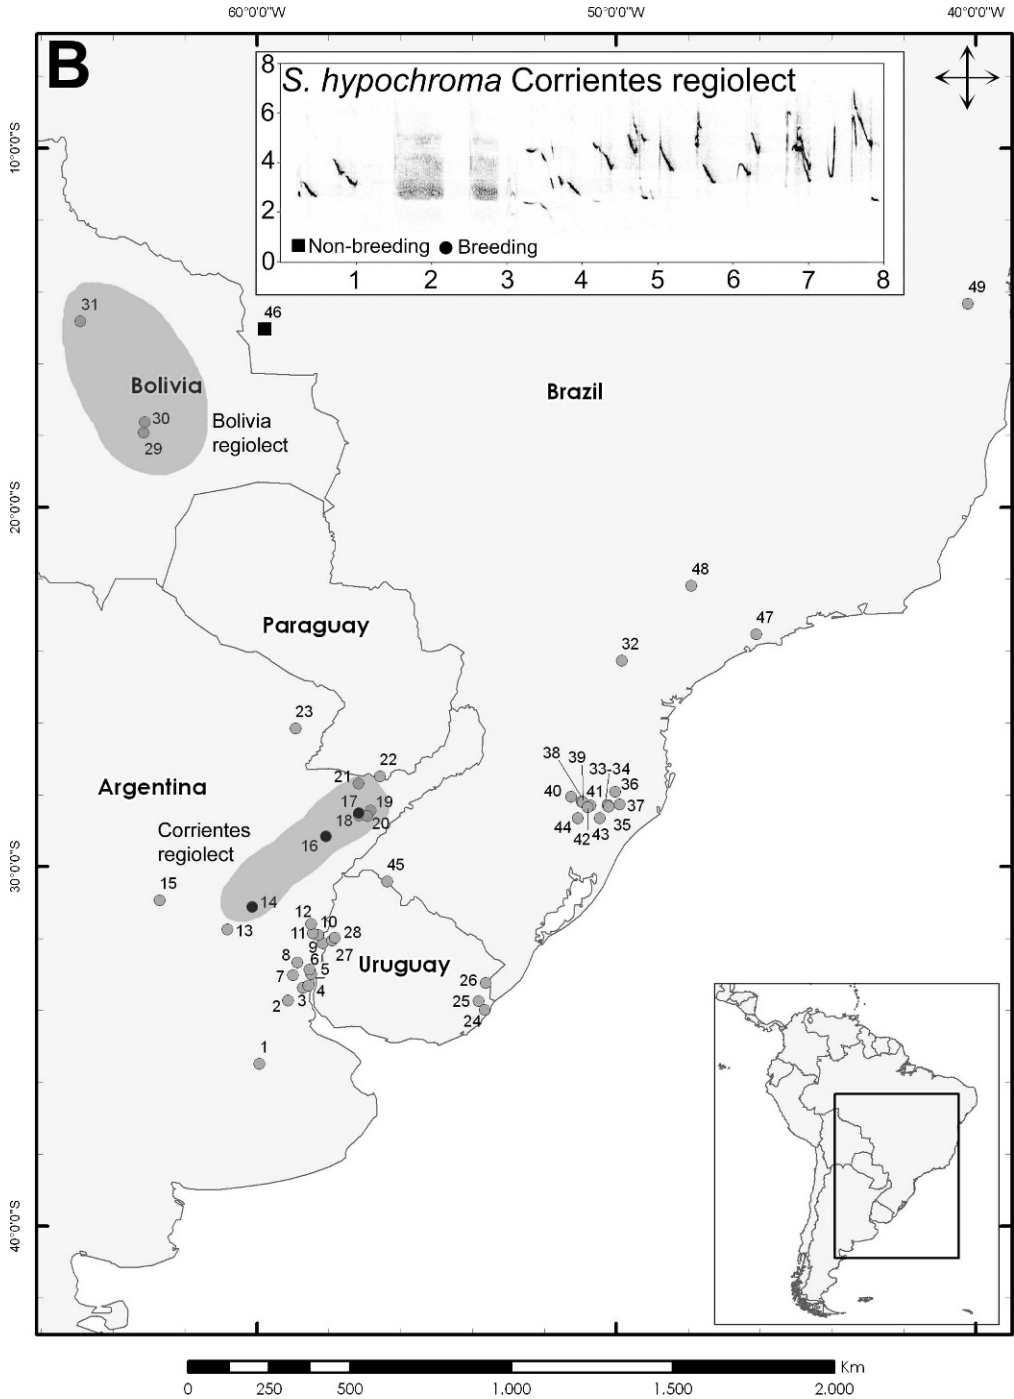 60°0'0"W 50°0'0"W 40°0'0"W
B
8
S. hypochroma Corrientes regiolect
6
4
2
■ Non-breeding ● Breeding
0
1 2 3 4 5 6 7 8
10°0'0"S
46
49
31
Bolivia
Brazil
30
Bolivia
regiolect
29
20°0'0"S
48
Paraguay
47
32
23
22
21
38
39
33-34
36
40
41
37
Argentina
17
19
18
20
44
42
43
35
Corrientes
regiolect
16
30°0'0"S
15
45
14
13
12
10
11
28
9
27
8
6
5
Uruguay
7
26
4
25
2
3
24
1
40°0'0"S
0 250 500 1.000 1.500 2.000
Km